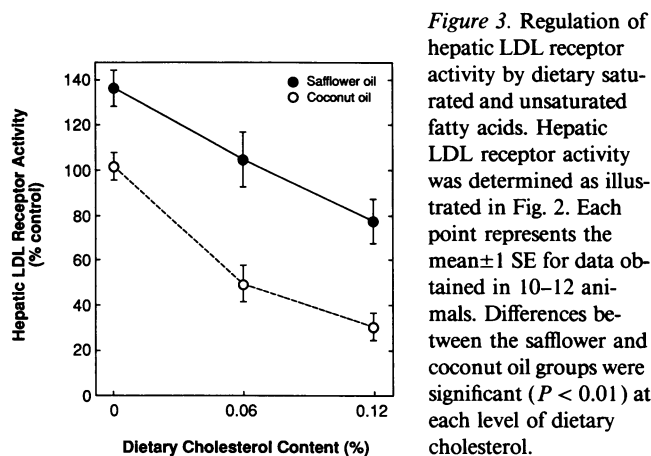 140
120
100
80
60
40
20
0
0
0.06
0.12
Hepatic LDL Receptor Activity
(% control)
Dietary Cholesterol Content (%)
Safflower oil
Coconut oil
Figure 3. Regulation of
hepatic LDL receptor
activity by dietary satu-
rated and unsaturated
fatty acids. Hepatic
LDL receptor activity
was determined as illus-
trated in Fig. 2. Each
point represents the
mean±1 SE for data ob-
tained in 10–12 ani-
mals. Differences be-
tween the safflower and
coconut oil groups were
significant (P < 0.01) at
each level of dietary
cholesterol.